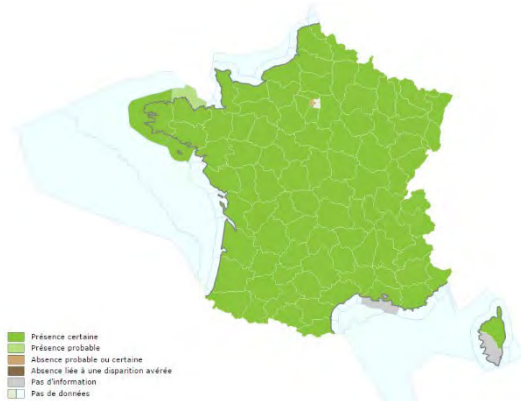 Présence certaine
Présence probable
Absence probable ou certaine
Absence liée à une disparition avérée
Pas d'information
Pas de données